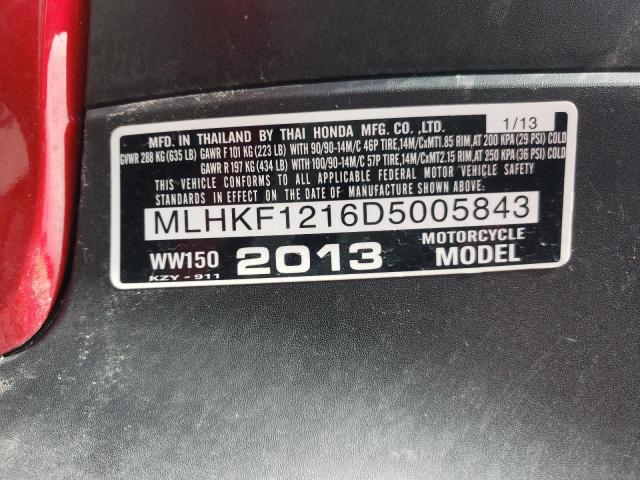 1/13
MFD. IN THAILAND BY THAI HONDA MFG. CO.,LTD.
GVWR 288 KG (635 LB) GAWR F 101 KG (223 LB) WITH 90/90-14M/C 46P TIRE,14M/CxMT1.85 RIM,AT 200 KPA(29 PSI) COLD
GAWR R 197 KG (434 LB) WITH 100/90-14M/C 57P TIRE,14M/CxMT2.15 RIM,AT 250 KPA(36 PSI) COLD
THIS VEHICLE CONFORMS TO ALL APPLICABLE FEDERAL MOTOR VEHICLE SAFETY
STANDARDS IN EFFECT ON THE DATE OF MANUFACTURE SHOWN ABOVE.
MLHKF1216D5005843
WW150 2013 MOTORCYCLE
KZY-911 MODEL